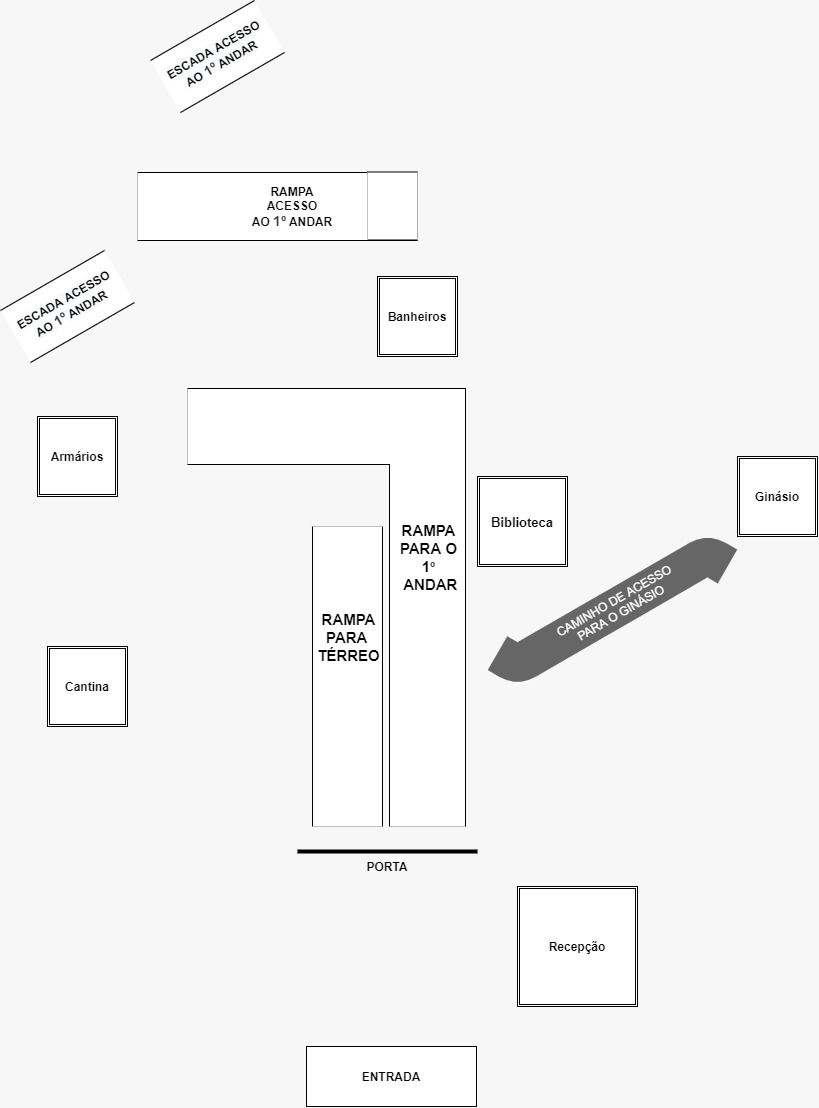 ESCADA ACESSO
AO 1º ANDAR
RAMPA
ACESSO
AO 1º ANDAR
ESCADA ACESSO
AO 1º ANDAR
Banheiros
Armários
Biblioteca
Ginásio
RAMPA
PARA O
1º
ANDAR
CAMINHO DE ACESSO
PARA O GINÁSIO
RAMPA
PARA
TÉRREO
Cantina
PORTA
Recepção
ENTRADA